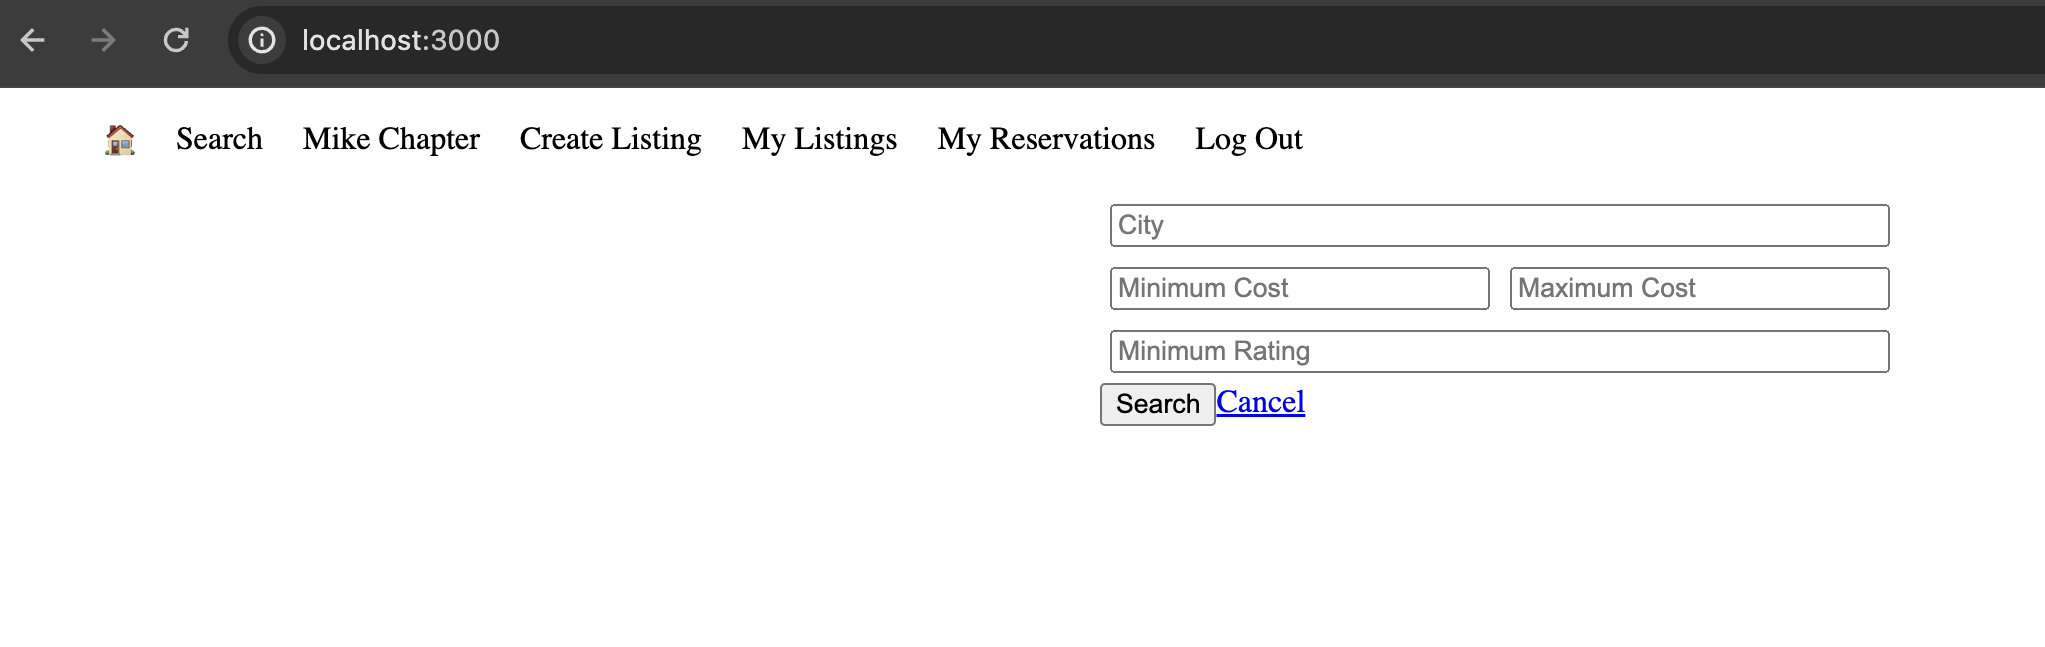 localhost:3000
Search Mike Chapter Create Listing My Listings My Reservations Log Out
City
Minimum Cost Maximum Cost
Minimum Rating
Search Cancel